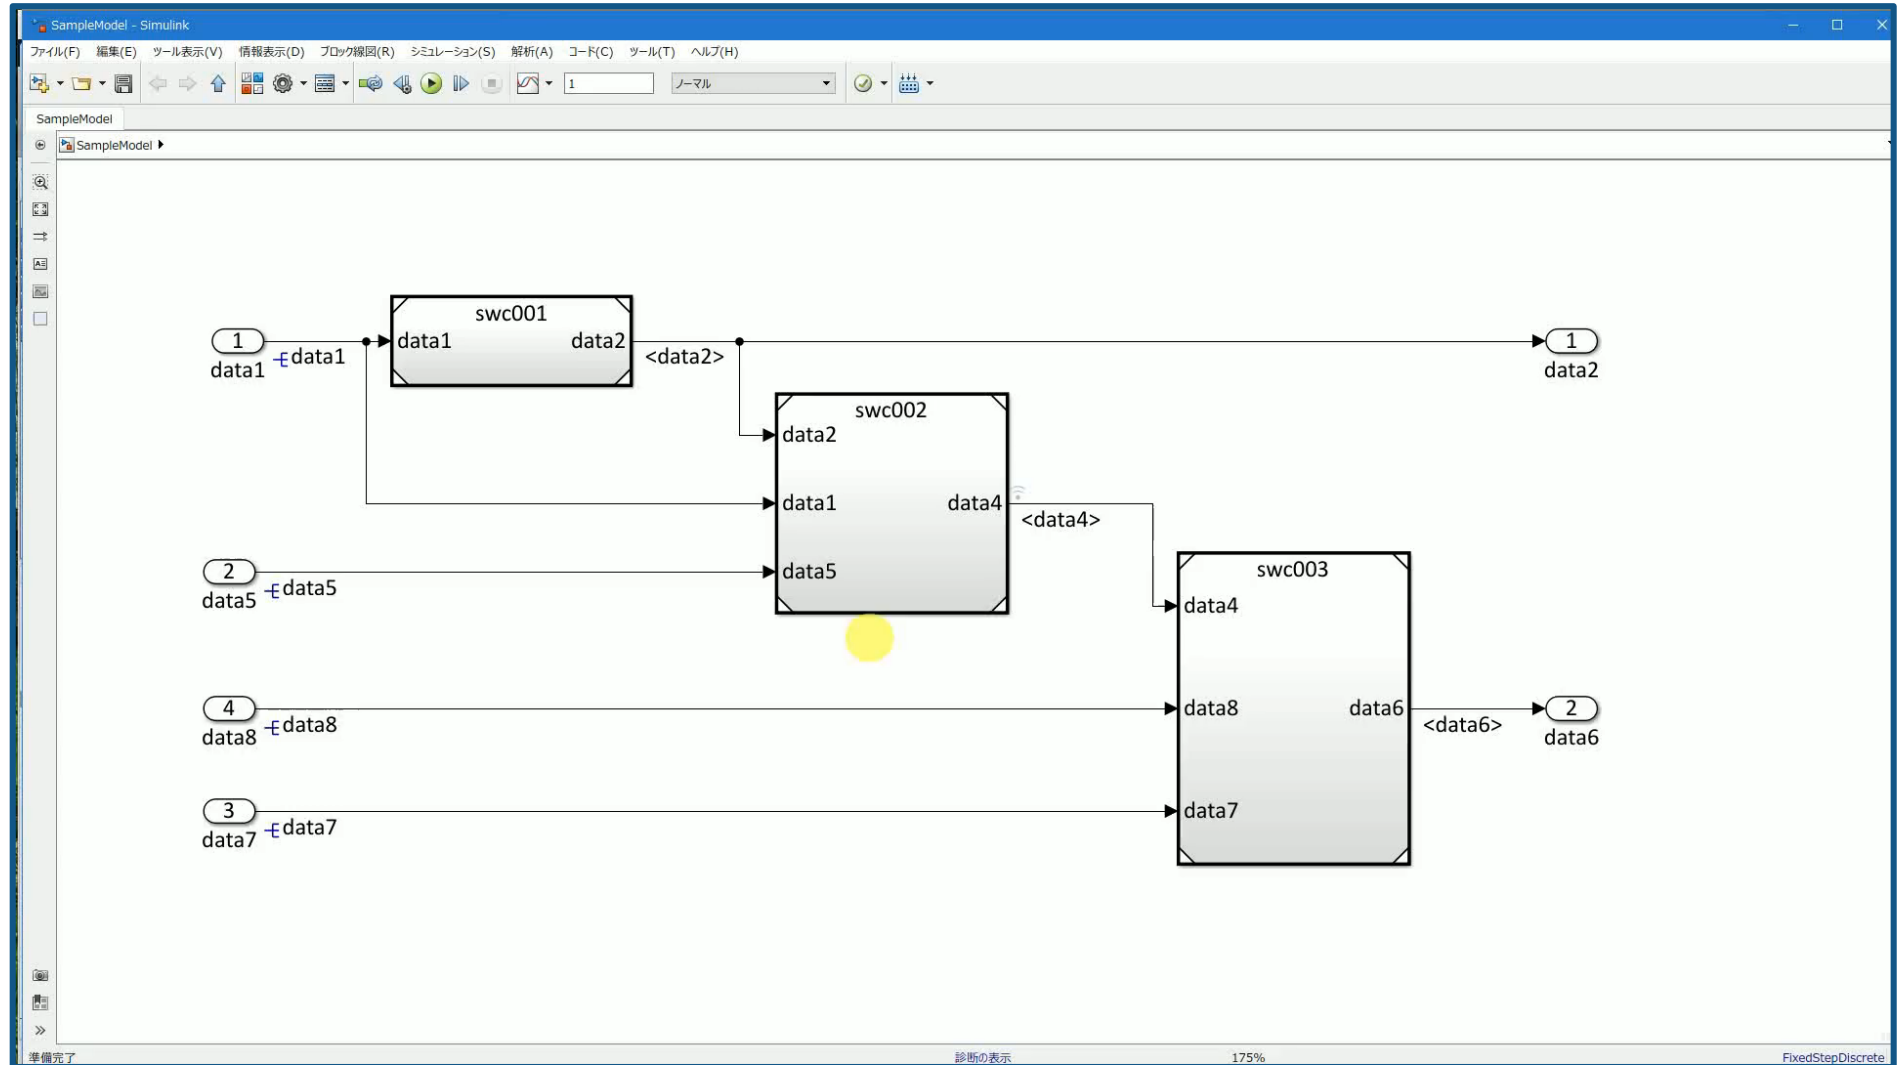 SampleModel - Simulink
ファイル(F) 編集(E) ツール表示(V) 情報表示(D) ブロック線図(R) シミュレーション(S) 解析(A) コード(C) ツール(T) ヘルプ(H)
1 ノーマル
SampleModel
SampleModel
swc001
1 data1 data2 1
data1 data1 <data2> data2
swc002
data2
data1 data4
<data4>
2 data5
data5 data5
swc003
data4
4 data8 data6 2
data8 data8 <data6> data6
3 data7
data7 data7
準備完了 診断の表示 175% FixedStepDiscrete